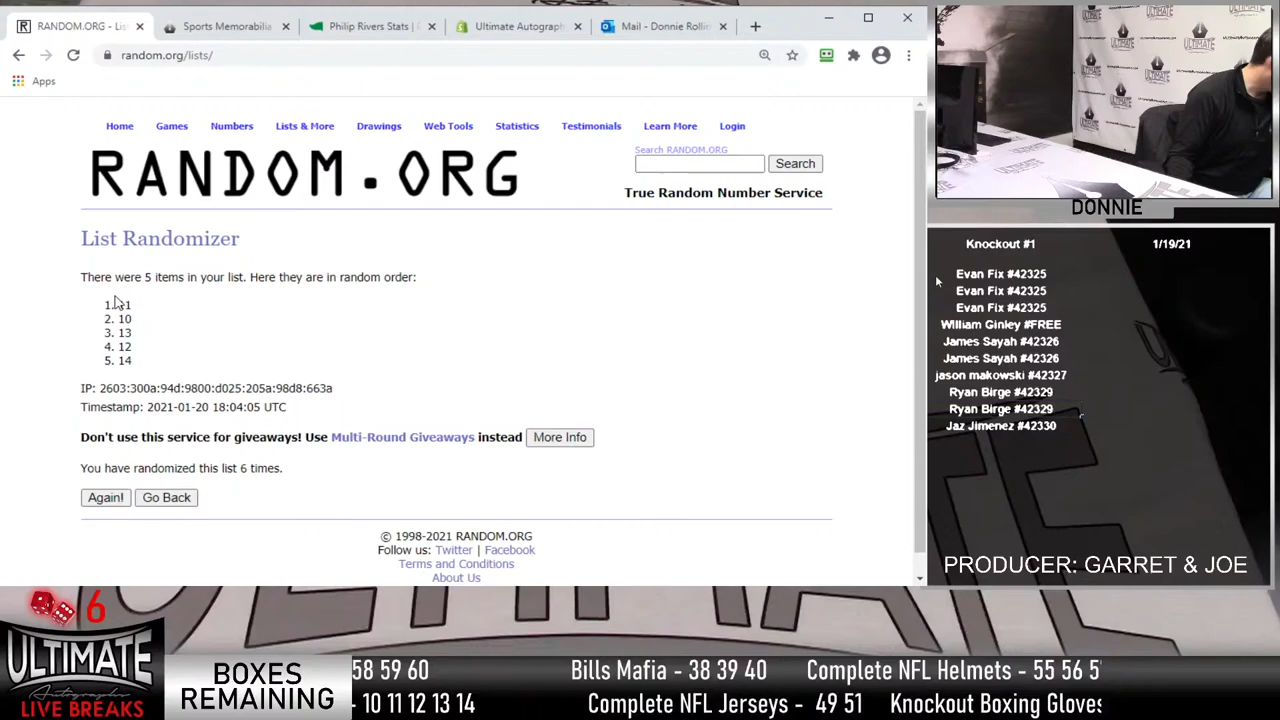 RANDOM.ORG - Lis
Sports Memorabilia
Philip Rivers Stats |
Ultimate Autograph
Mail - Donnie Rollin
random.org/lists/
Apps
Home Games Numbers Lists & More Drawings Web Tools Statistics Testimonials Learn More Login
RANDOM.ORG
Search RANDOM.ORG
Search
True Random Number Service
List Randomizer
There were 5 items in your list. Here they are in random order:
1. 11
2. 10
3. 13
4. 12
5. 14
IP: 2603:300a:94d:9800:d025:205a:98d8:663a
Timestamp: 2021-01-20 18:04:05 UTC
Don't use this service for giveaways! Use Multi-Round Giveaways instead More Info
You have randomized this list 6 times.
Again! Go Back
© 1998-2021 RANDOM.ORG
Follow us: Twitter | Facebook
Terms and Conditions
About Us
ULTIMATE
ULTIMATE
ULTIMATE
DONNIE
Knockout #1 1/19/21
Evan Fix #42325
Evan Fix #42325
Evan Fix #42325
William Ginley #FREE
James Sayah #42326
James Sayah #42326
jason makowski #42327
Ryan Birge #42329
Ryan Birge #42329
Jaz Jimenez #42330
PRODUCER: GARRET & JOE
6
ULTIMATE
Autographs
LIVE BREAKS
BOXES
REMAINING
58 59 60 Bills Mafia - 38 39 40 Complete NFL Helmets - 55 56 5
- 10 11 12 13 14 Complete NFL Jerseys - 49 51 Knockout Boxing Gloves